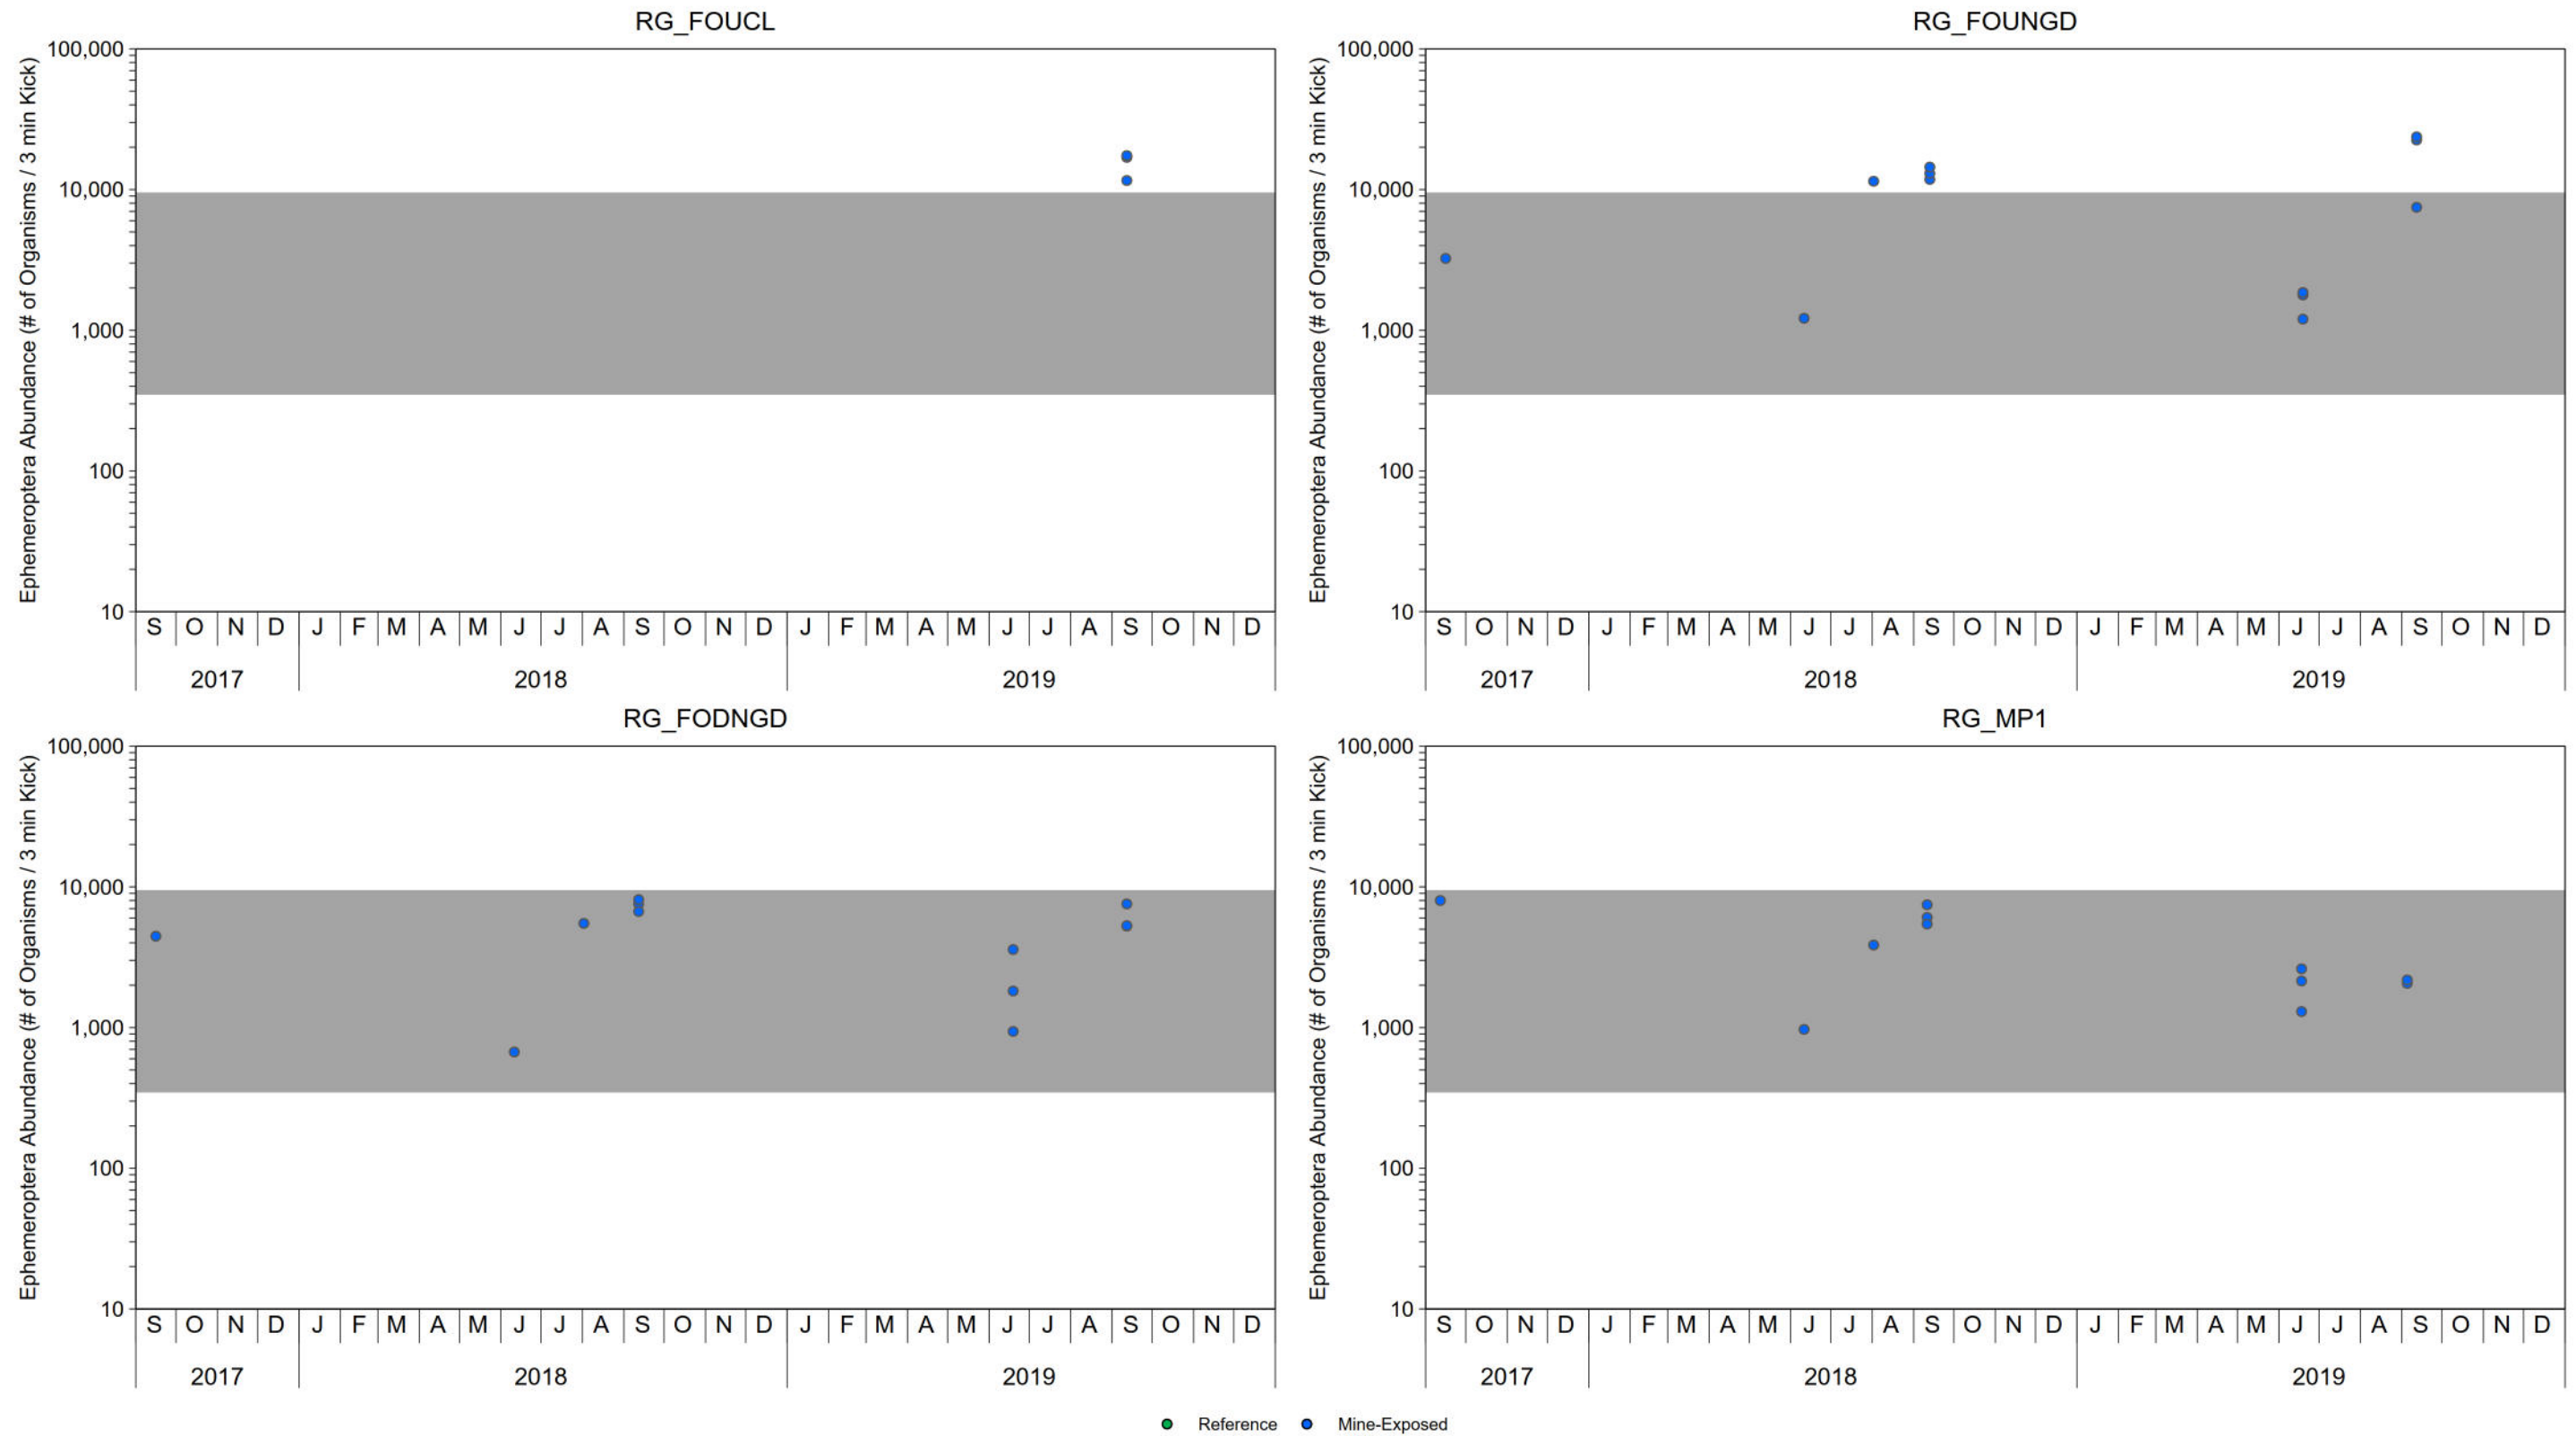 RG_FOUCL
Ephemeroptera Abundance (# of Organisms / 3 min Kick)
100,000
10,000
1,000
100
10
S O N D J F M A M J J A S O N D J F M A M J J A S O N D
2017 2018 2019
RG_FOUNGD
Ephemeroptera Abundance (# of Organisms / 3 min Kick)
100,000
10,000
1,000
100
10
S O N D J F M A M J J A S O N D J F M A M J J A S O N D
2017 2018 2019
RG_FODNGD
Ephemeroptera Abundance (# of Organisms / 3 min Kick)
100,000
10,000
1,000
100
10
S O N D J F M A M J J A S O N D J F M A M J J A S O N D
2017 2018 2019
RG_MP1
Ephemeroptera Abundance (# of Organisms / 3 min Kick)
100,000
10,000
1,000
100
10
S O N D J F M A M J J A S O N D J F M A M J J A S O N D
2017 2018 2019
Reference Mine-Exposed